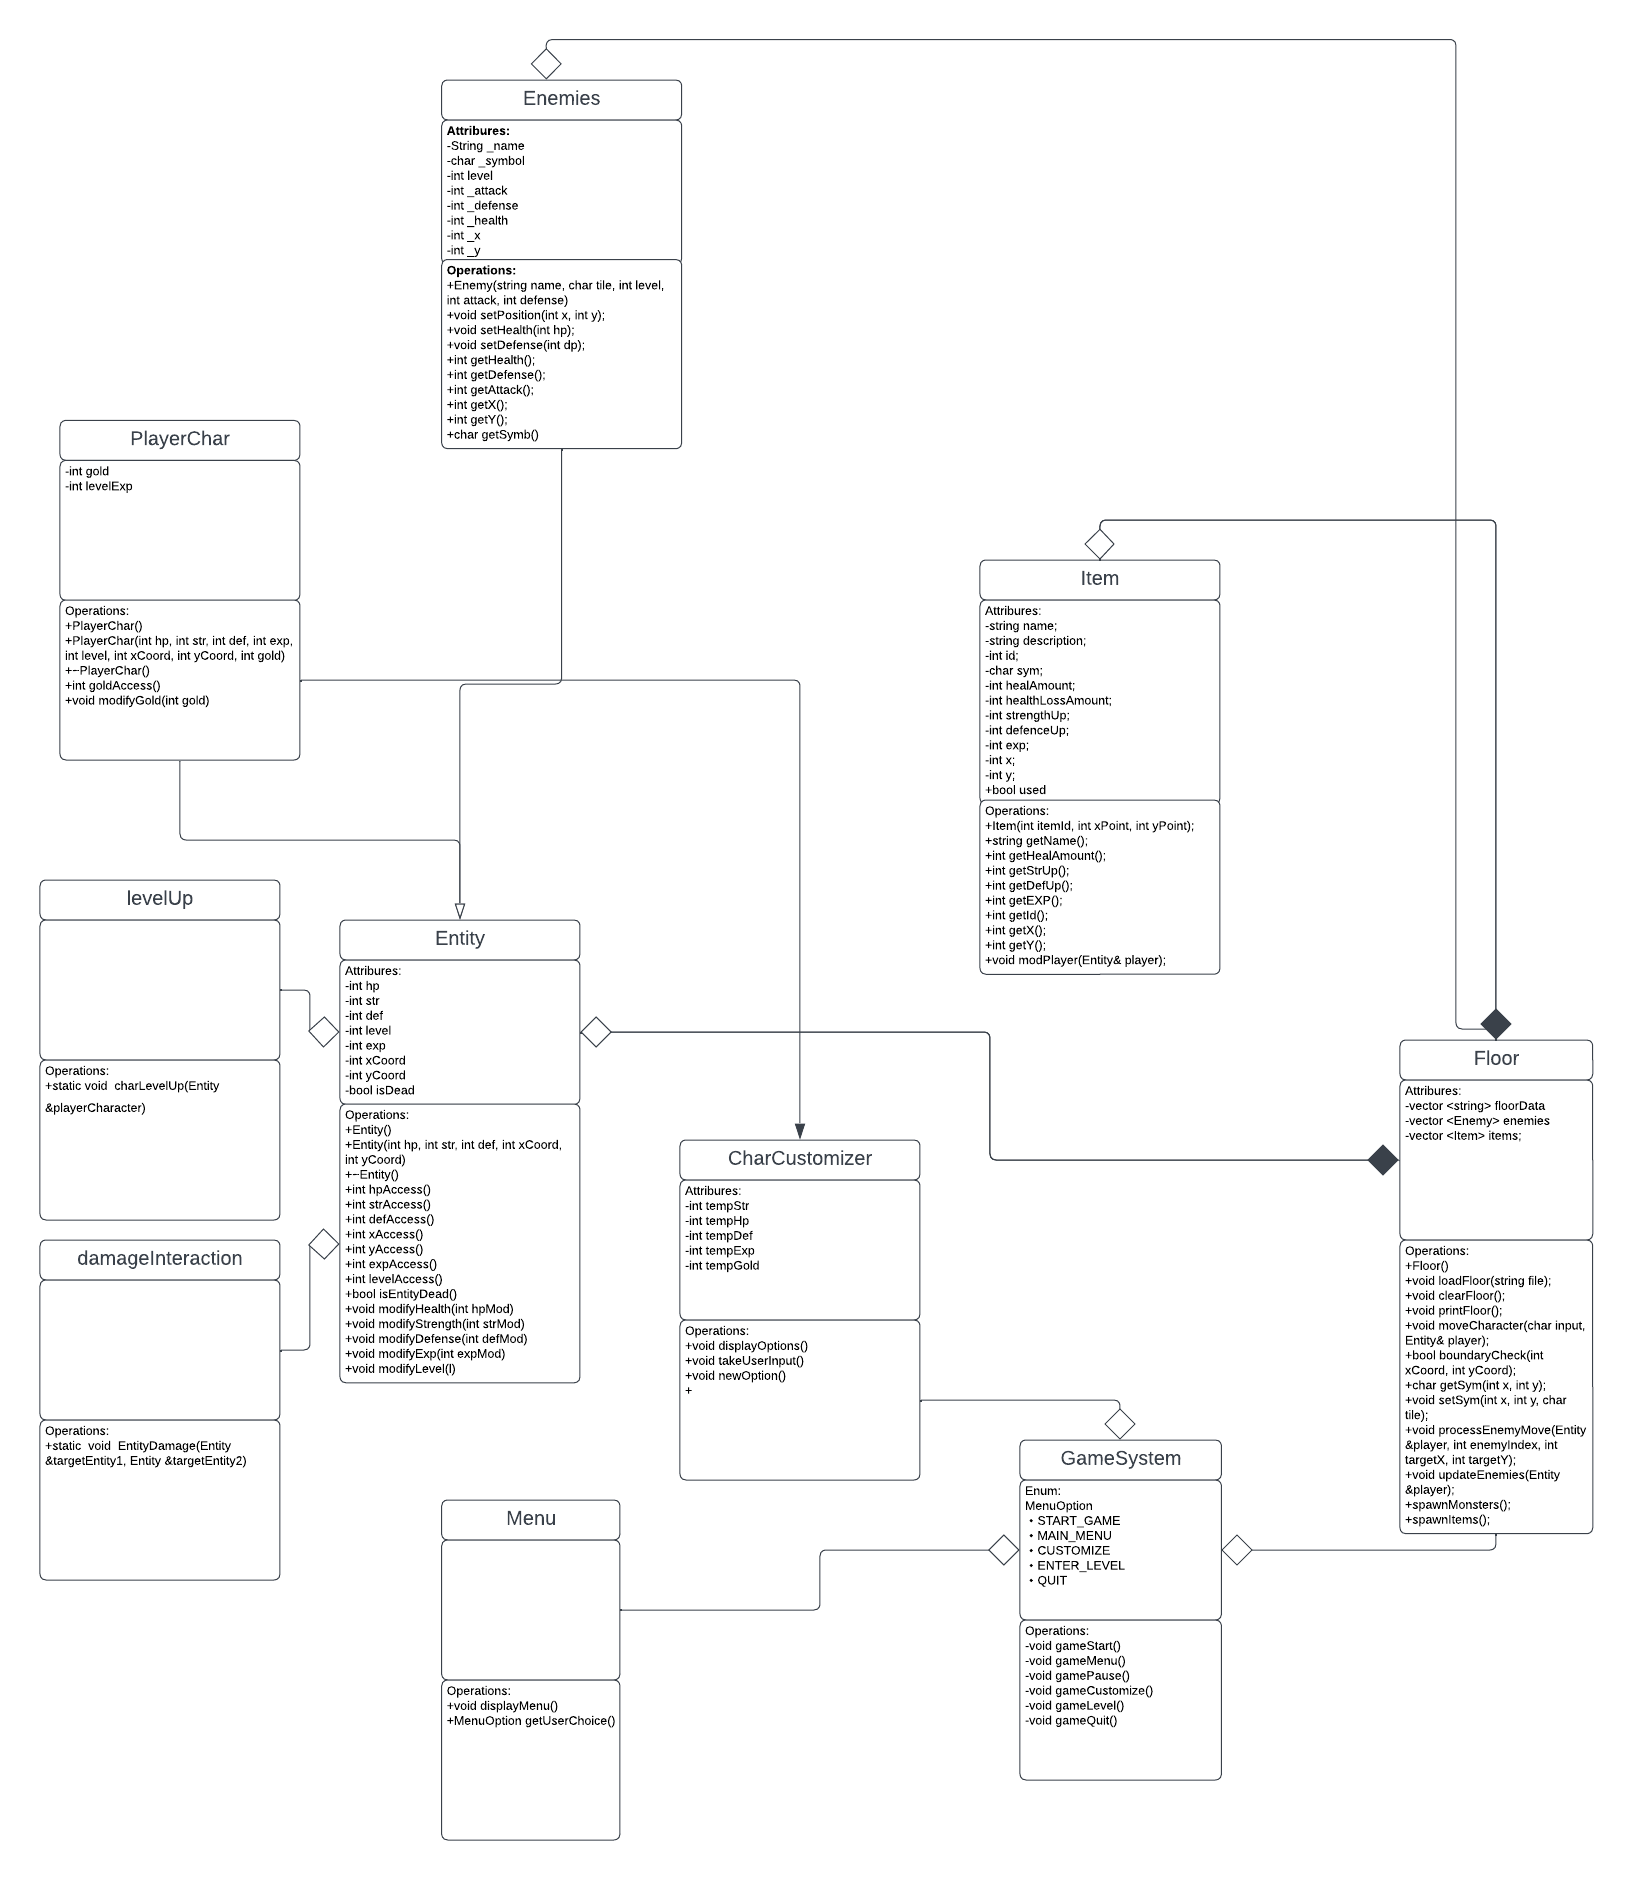 Enemies
Attribures:
-String _name
-char _symbol
-int level
-int _attack
-int _defense
-int _health
-int _x
-int _y
Operations:
+Enemy(string name, char tile, int level,
int attack, int defense)
+void setPosition(int x, int y);
+void setHealth(int hp);
+void setDefense(int dp);
+int getHealth();
+int getDefense();
+int getAttack();
+int getX();
+int getY();
+char getSymb()
PlayerChar
-int gold
-int levelExp
Operations:
+PlayerChar()
+PlayerChar(int hp, int str, int def, int exp,
int level, int xCoord, int yCoord, int gold)
+~PlayerChar()
+int goldAccess()
+void modifyGold(int gold)
Item
Attribures:
-string name;
-string description;
-int id;
-char sym;
-int healAmount;
-int healthLossAmount;
-int strengthUp;
-int defenceUp;
-int exp;
-int x;
-int y;
+bool used
Operations:
+Item(int itemId, int xPoint, int yPoint);
+string getName();
+int getHealAmount();
+int getStrUp();
+int getDefUp();
+int getEXP();
+int getId();
+int getX();
+int getY();
+void modPlayer(Entity& player);
levelUp
Operations:
+static void charLevelUp(Entity
&playerCharacter)
Entity
Attribures:
-int hp
-int str
-int def
-int level
-int exp
-int xCoord
-int yCoord
-bool isDead
Operations:
+Entity()
+Entity(int hp, int str, int def, int xCoord,
int yCoord)
+~Entity()
+int hpAccess()
+int strAccess()
+int defAccess()
+int xAccess()
+int yAccess()
+int expAccess()
+int levelAccess()
+bool isEntityDead()
+void modifyHealth(int hpMod)
+void modifyStrength(int strMod)
+void modifyDefense(int defMod)
+void modifyExp(int expMod)
+void modifyLevel(l)
Floor
Attribures:
-vector <string> floorData
-vector <Enemy> enemies
-vector <Item> items;
Operations:
+Floor()
+void loadFloor(string file);
+void clearFloor();
+void printFloor();
+void moveCharacter(char input,
Entity& player);
+bool boundaryCheck(int
xCoord, int yCoord);
+char getSym(int x, int y);
+void setSym(int x, int y, char
tile);
+void processEnemyMove(Entity
&player, int enemyIndex, int
targetX, int targetY);
+void updateEnemies(Entity
&player);
+spawnMonsters();
+spawnItems();
CharCustomizer
Attribures:
-int tempStr
-int tempHp
-int tempDef
-int tempExp
-int tempGold
Operations:
+void displayOptions()
+void takeUserInput()
+void newOption()
+
damageInteraction
Operations:
+static void EntityDamage(Entity
&targetEntity1, Entity &targetEntity2)
GameSystem
Enum:
MenuOption
• START_GAME
• MAIN_MENU
• CUSTOMIZE
• ENTER_LEVEL
• QUIT
Operations:
-void gameStart()
-void gameMenu()
-void gamePause()
-void gameCustomize()
-void gameLevel()
-void gameQuit()
Menu
Operations:
+void displayMenu()
+MenuOption getUserChoice()